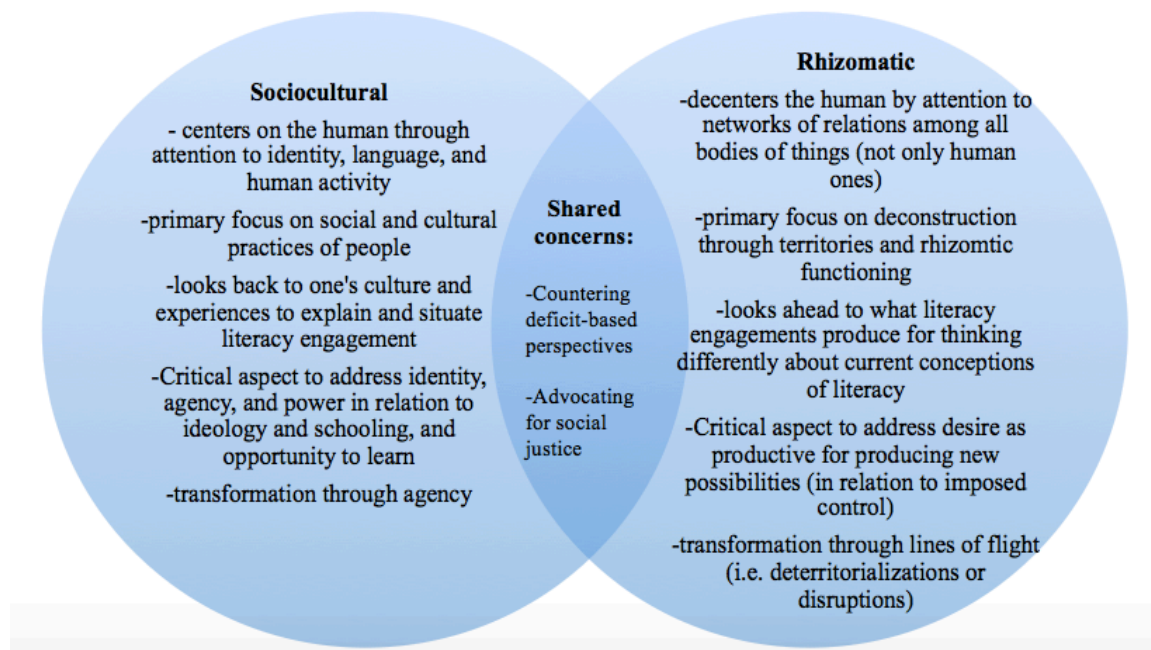 Sociocultural
- centers on the human through
attention to identity, language, and
human activity
-primary focus on social and cultural
practices of people
-looks back to one's culture and
experiences to explain and situate
literacy engagement
-Critical aspect to address identity,
agency, and power in relation to
ideology and schooling, and
opportunity to learn
-transformation through agency
Shared
concerns:
-Countering
deficit-based
perspectives
-Advocating
for social
justice
Rhizomatic
-decenters the human by attention to
networks of relations among all
bodies of things (not only human
ones)
-primary focus on deconstruction
through territories and rhizomtic
functioning
-looks ahead to what literacy
engagements produce for thinking
differently about current conceptions
of literacy
-Critical aspect to address desire as
productive for producing new
possibilities (in relation to imposed
control)
-transformation through lines of flight
(i.e. deterritorializations or
disruptions)